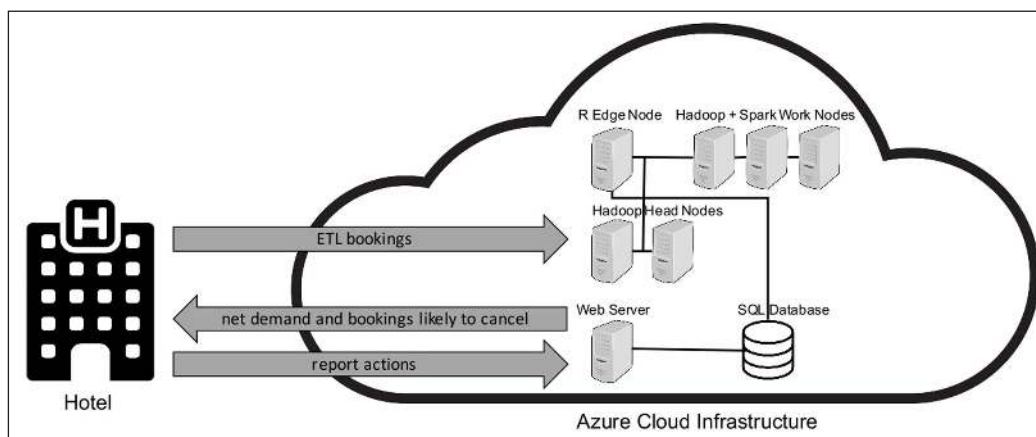 R Edge Node
Hadoop + Spark Work Nodes
Hadoop Head Nodes
H
ETL bookings
net demand and bookings likely to cancel
Web Server
SQL Database
report actions
Hotel
Azure Cloud Infrastructure